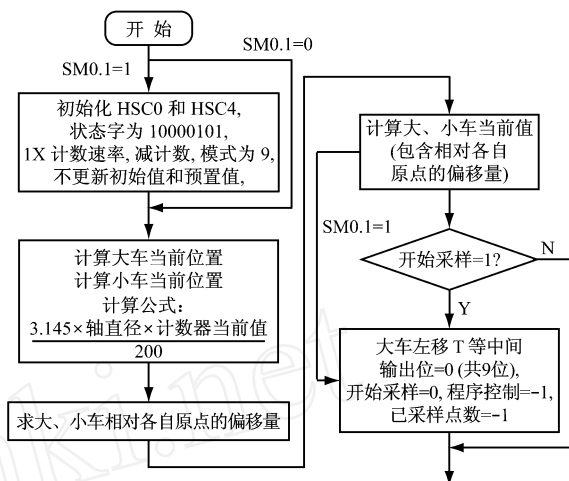 开 始
SM0.1=0
SM0.1=1
初始化 HSC0 和 HSC4,
状态字为 10000101,
1X 计数速率, 减计数, 模式为 9,
不更新初始值和预置值,
计算大车当前位置
计算小车当前位置
计算公式:
3.145×轴直径×计数器当前值
200
求大、小车相对各自原点的偏移量
计算大、小车当前值
(包含相对各自
原点的偏移量)
SM0.1=1
开始采样=1?
N
Y
大车左移 T 等中间
输出位=0 (共9位),
开始采样=0, 程序控制=-1,
已采样点数=-1